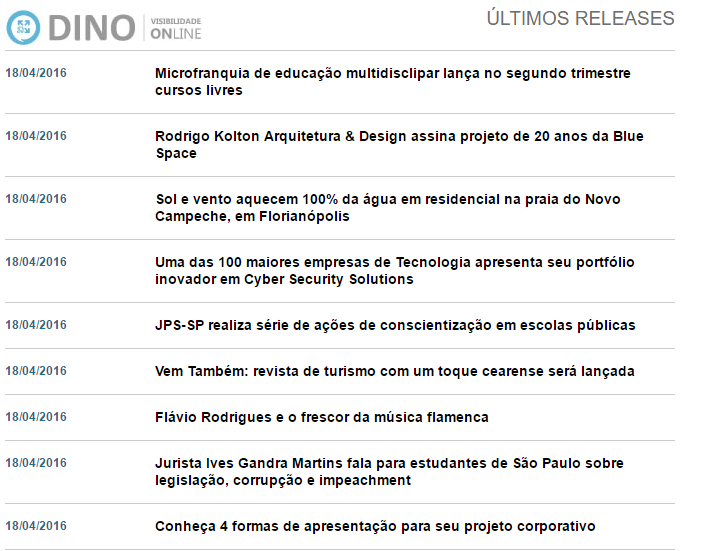 DINO
VISIBILIDADE
ONLINE
ÚLTIMOS RELEASES
18/04/2016
Microfranquia de educação multidisclipar lança no segundo trimestre
cursos livres
18/04/2016
Rodrigo Kolton Arquitetura & Design assina projeto de 20 anos da Blue
Space
18/04/2016
Sol e vento aquecem 100% da água em residencial na praia do Novo
Campeche, em Florianópolis
18/04/2016
Uma das 100 maiores empresas de Tecnologia apresenta seu portfólio
inovador em Cyber Security Solutions
18/04/2016
JPS-SP realiza série de ações de conscientização em escolas públicas
18/04/2016
Vem Também: revista de turismo com um toque cearense será lançada
18/04/2016
Flávio Rodrigues e o frescor da música flamenca
18/04/2016
Jurista Ives Gandra Martins fala para estudantes de São Paulo sobre
legislação, corrupção e impeachment
18/04/2016
Conheça 4 formas de apresentação para seu projeto corporativo